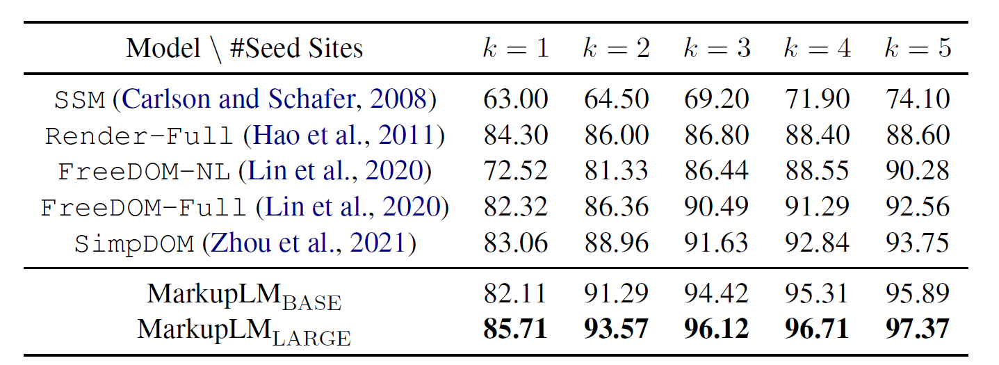 Model \ #Seed Sites k = 1 k = 2 k = 3 k = 4 k = 5
SSM (Carlson and Schafer, 2008) 63.00 64.50 69.20 71.90 74.10
Render-Full (Hao et al., 2011) 84.30 86.00 86.80 88.40 88.60
FreeDOM-NL (Lin et al., 2020) 72.52 81.33 86.44 88.55 90.28
FreeDOM-Full (Lin et al., 2020) 82.32 86.36 90.49 91.29 92.56
SimpDOM (Zhou et al., 2021) 83.06 88.96 91.63 92.84 93.75
MarkupLM BASE 82.11 91.29 94.42 95.31 95.89
MarkupLM LARGE 85.71 93.57 96.12 96.71 97.37